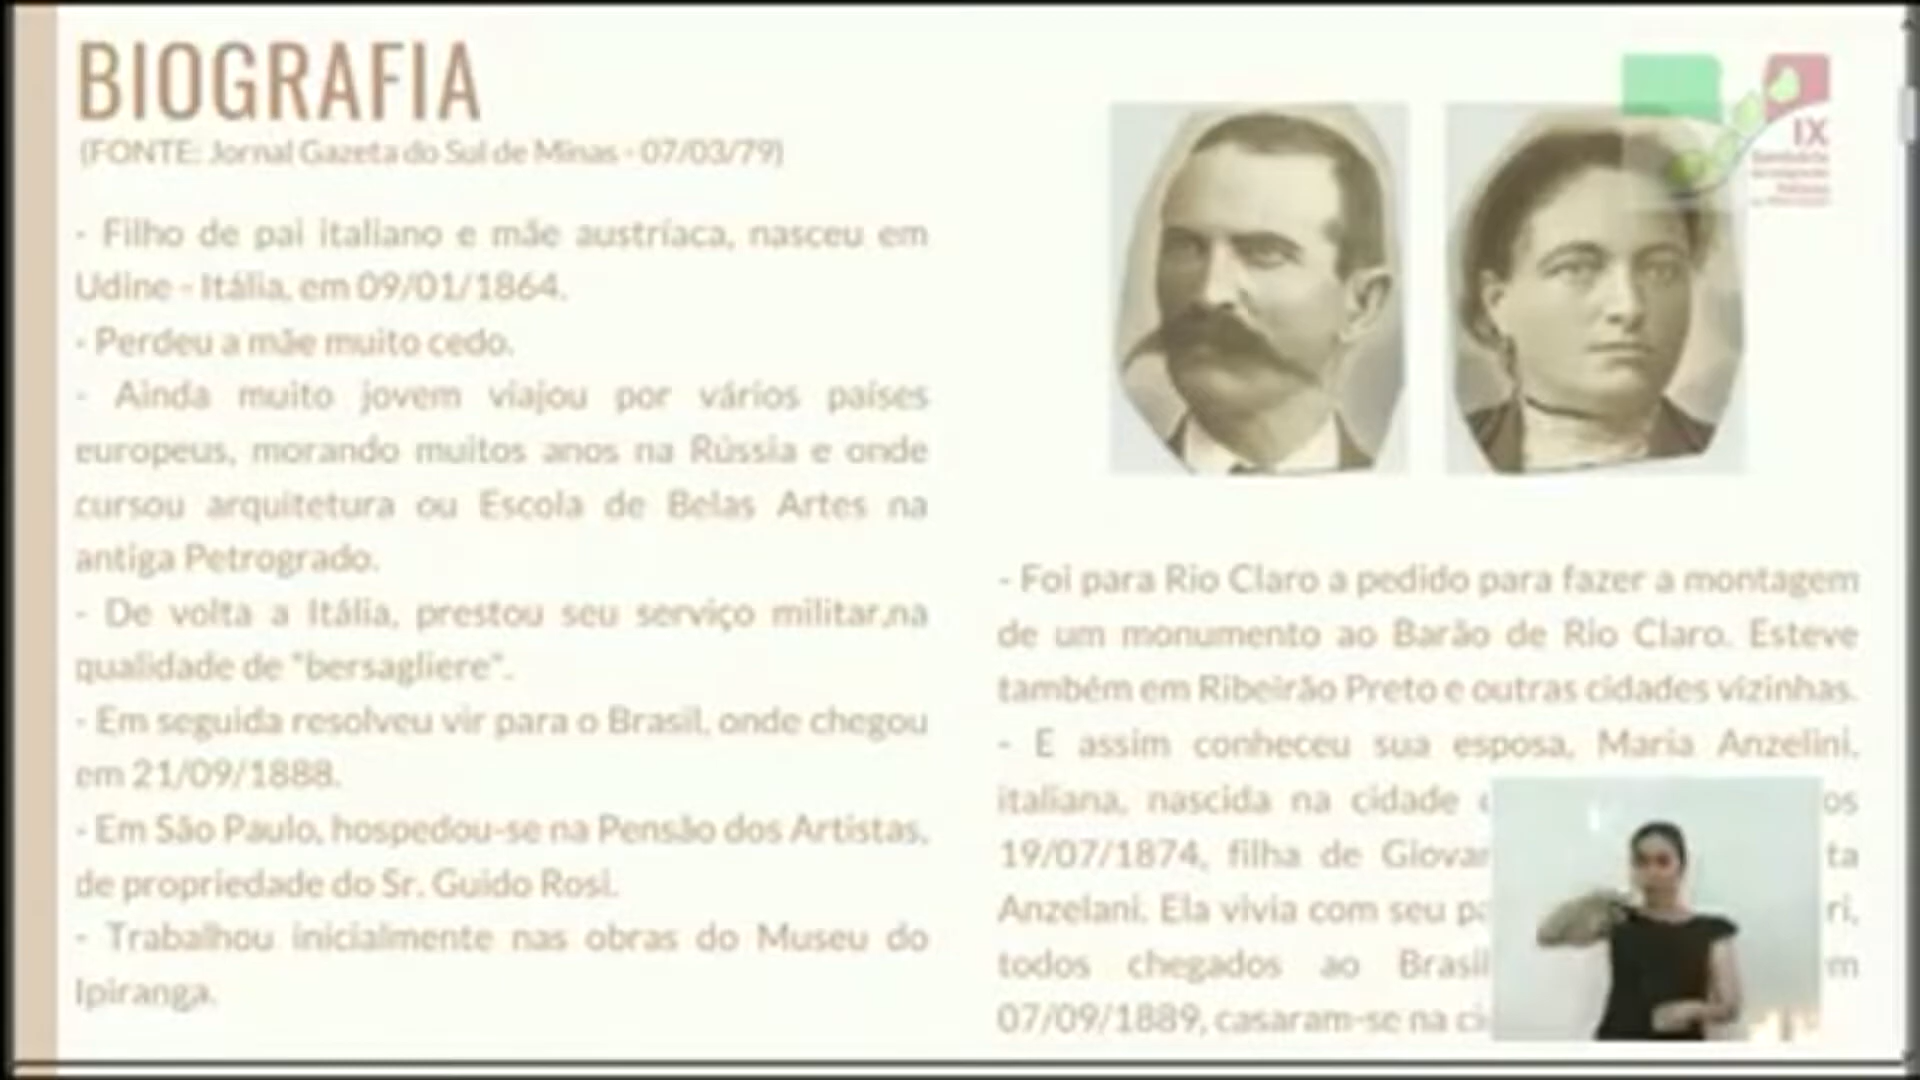 BIOGRAFIA
(FONTE: Jornal Gazeta do Sul de Minas - 07/03/79)
- Filho de pai italiano e mãe austríaca, nasceu em
Udine - Itália, em 09/01/1864.
- Perdeu a mãe muito cedo.
- Ainda muito jovem viajou por vários países
europeus, morando muitos anos na Rússia e onde
cursou arquitetura ou Escola de Belas Artes na
antiga Petrogrado.
- De volta a Itália, prestou seu serviço militar,na
qualidade de "bersagliere".
- Em seguida resolveu vir para o Brasil, onde chegou
em 21/09/1888.
- Em São Paulo, hospedou-se na Pensão dos Artistas,
de propriedade do Sr. Guido Rosi.
- Trabalhou inicialmente nas obras do Museu do
Ipiranga.
IX
- Foi para Rio Claro a pedido para fazer a montagem
de um monumento ao Barão de Rio Claro. Esteve
também em Ribeirão Preto e outras cidades vizinhas.
- E assim conheceu sua esposa, Maria Anzelini,
italiana, nascida na cidade os
19/07/1874, filha de Giovan ta
Anzelani. Ela vivia com seu pa ri,
todos chegados ao Brasil em
07/09/1889, casaram-se na ci